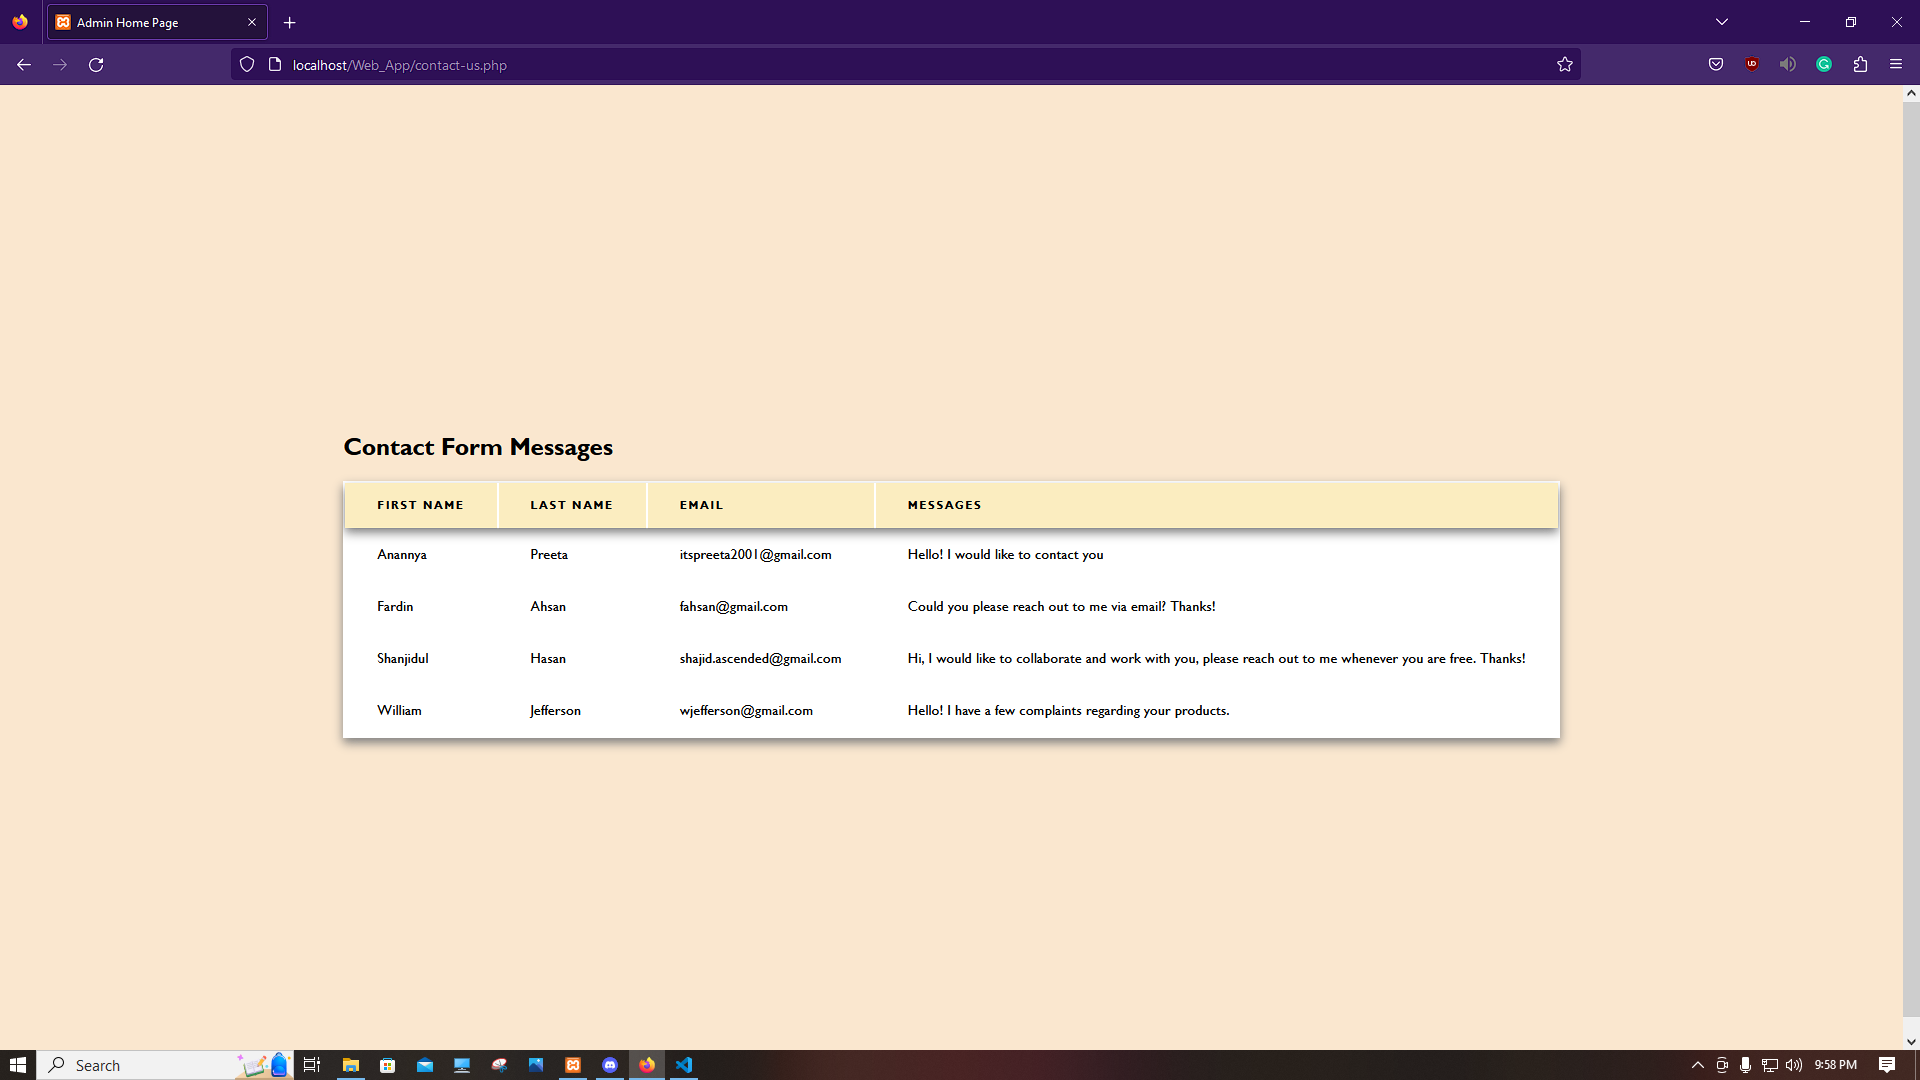 Admin Home Page
localhost/Web_App/contact-us.php
Contact Form Messages
FIRST NAME LAST NAME EMAIL MESSAGES
Anannya Preeta itspreeta2001@gmail.com Hello! I would like to contact you
Fardin Ahsan fahsan@gmail.com Could you please reach out to me via email? Thanks!
Shanjidul Hasan shajid.ascended@gmail.com Hi, I would like to collaborate and work with you, please reach out to me whenever you are free. Thanks!
William Jefferson wjefferson@gmail.com Hello! I have a few complaints regarding your products.
Search 9:58 PM